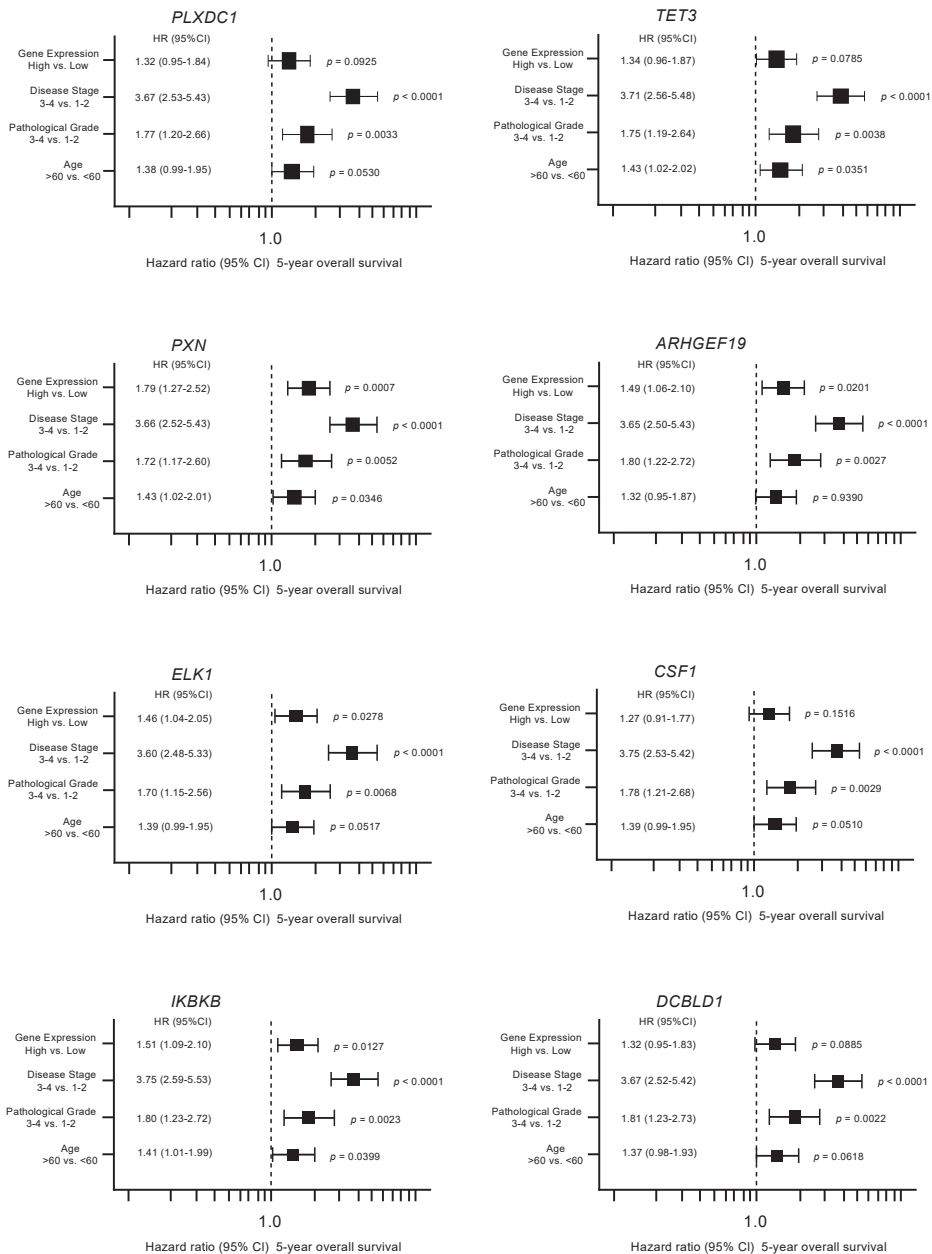 PLXDC1
HR (95%CI)
Gene Expression
High vs. Low
1.32 (0.95-1.84)
p = 0.0925
Disease Stage
3-4 vs. 1-2
3.67 (2.53-5.43)
p < 0.0001
Pathological Grade
3-4 vs. 1-2
1.77 (1.20-2.66)
p = 0.0033
Age
>60 vs. <60
1.38 (0.99-1.95)
p = 0.0530
1.0
Hazard ratio (95% CI) 5-year overall survival
TET3
HR (95%CI)
Gene Expression
High vs. Low
1.34 (0.96-1.87)
p = 0.0785
Disease Stage
3-4 vs. 1-2
3.71 (2.56-5.48)
p < 0.0001
Pathological Grade
3-4 vs. 1-2
1.75 (1.19-2.64)
p = 0.0038
Age
>60 vs. <60
1.43 (1.02-2.02)
p = 0.0351
1.0
Hazard ratio (95% CI) 5-year overall survival
PXN
HR (95%CI)
Gene Expression
High vs. Low
1.79 (1.27-2.52)
p = 0.0007
Disease Stage
3-4 vs. 1-2
3.66 (2.52-5.43)
p < 0.0001
Pathological Grade
3-4 vs. 1-2
1.72 (1.17-2.60)
p = 0.0052
Age
>60 vs. <60
1.43 (1.02-2.01)
p = 0.0346
1.0
Hazard ratio (95% CI) 5-year overall survival
ARHGEF19
HR (95%CI)
Gene Expression
High vs. Low
1.49 (1.06-2.10)
p = 0.0201
Disease Stage
3-4 vs. 1-2
3.65 (2.50-5.43)
p < 0.0001
Pathological Grade
3-4 vs. 1-2
1.80 (1.22-2.72)
p = 0.0027
Age
>60 vs. <60
1.32 (0.95-1.87)
p = 0.9390
1.0
Hazard ratio (95% CI) 5-year overall survival
ELK1
HR (95%CI)
Gene Expression
High vs. Low
1.46 (1.04-2.05)
p = 0.0278
Disease Stage
3-4 vs. 1-2
3.60 (2.48-5.33)
p < 0.0001
Pathological Grade
3-4 vs. 1-2
1.70 (1.15-2.56)
p = 0.0068
Age
>60 vs. <60
1.39 (0.99-1.95)
p = 0.0517
1.0
Hazard ratio (95% CI) 5-year overall survival
CSF1
HR (95%CI)
Gene Expression
High vs. Low
1.27 (0.91-1.77)
p = 0.1516
Disease Stage
3-4 vs. 1-2
3.75 (2.53-5.42)
p < 0.0001
Pathological Grade
3-4 vs. 1-2
1.78 (1.21-2.68)
p = 0.0029
Age
>60 vs. <60
1.39 (0.99-1.95)
p = 0.0510
1.0
Hazard ratio (95% CI) 5-year overall survival
IKBKB
HR (95%CI)
Gene Expression
High vs. Low
1.51 (1.09-2.10)
p = 0.0127
Disease Stage
3-4 vs. 1-2
3.75 (2.59-5.53)
p < 0.0001
Pathological Grade
3-4 vs. 1-2
1.80 (1.23-2.72)
p = 0.0023
Age
>60 vs. <60
1.41 (1.01-1.99)
p = 0.0399
1.0
Hazard ratio (95% CI) 5-year overall survival
DCBLD1
HR (95%CI)
Gene Expression
High vs. Low
1.32 (0.95-1.83)
p = 0.0885
Disease Stage
3-4 vs. 1-2
3.67 (2.52-5.42)
p < 0.0001
Pathological Grade
3-4 vs. 1-2
1.81 (1.23-2.73)
p = 0.0022
Age
>60 vs. <60
1.37 (0.98-1.93)
p = 0.0618
1.0
Hazard ratio (95% CI) 5-year overall survival